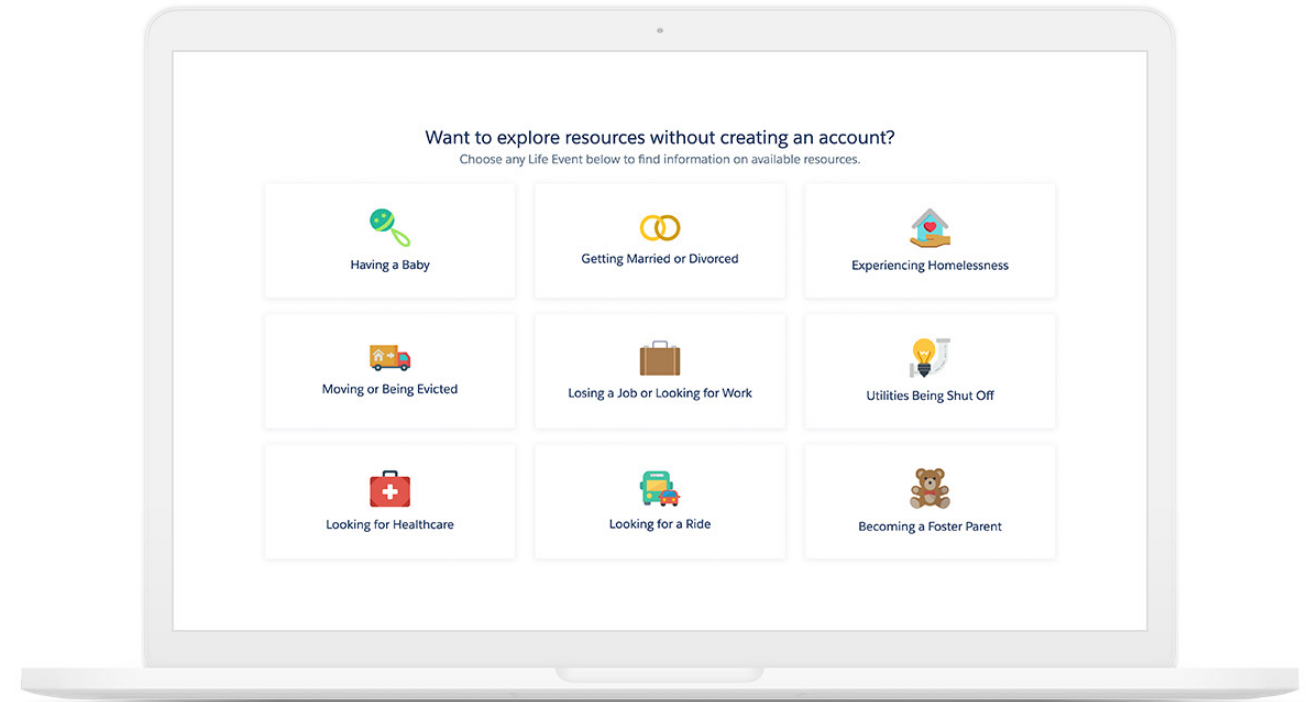 Want to explore resources without creating an account?
Choose any Life Event below to find information on available resources.
Having a Baby
Getting Married or Divorced
Experiencing Homelessness
Moving or Being Evicted
Losing a Job or Looking for Work
Utilities Being Shut Off
Looking for Healthcare
Looking for a Ride
Becoming a Foster Parent